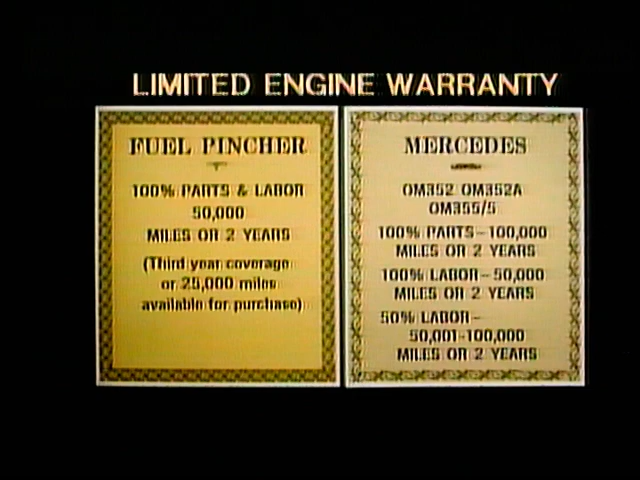 LIMITED ENGINE WARRANTY
FUEL PINCHER
100% PARTS & LABOR
50,000
MILES OR 2 YEARS
(Third year coverage
or 25,000 miles
available for purchase)
MERCEDES
OM352 OM352A
OM355/5
100% PARTS-100,000
MILES OR 2 YEARS
100% LABOR-50,000
MILES OR 2 YEARS
50% LABOR-
50,001-100,000
MILES OR 2 YEARS